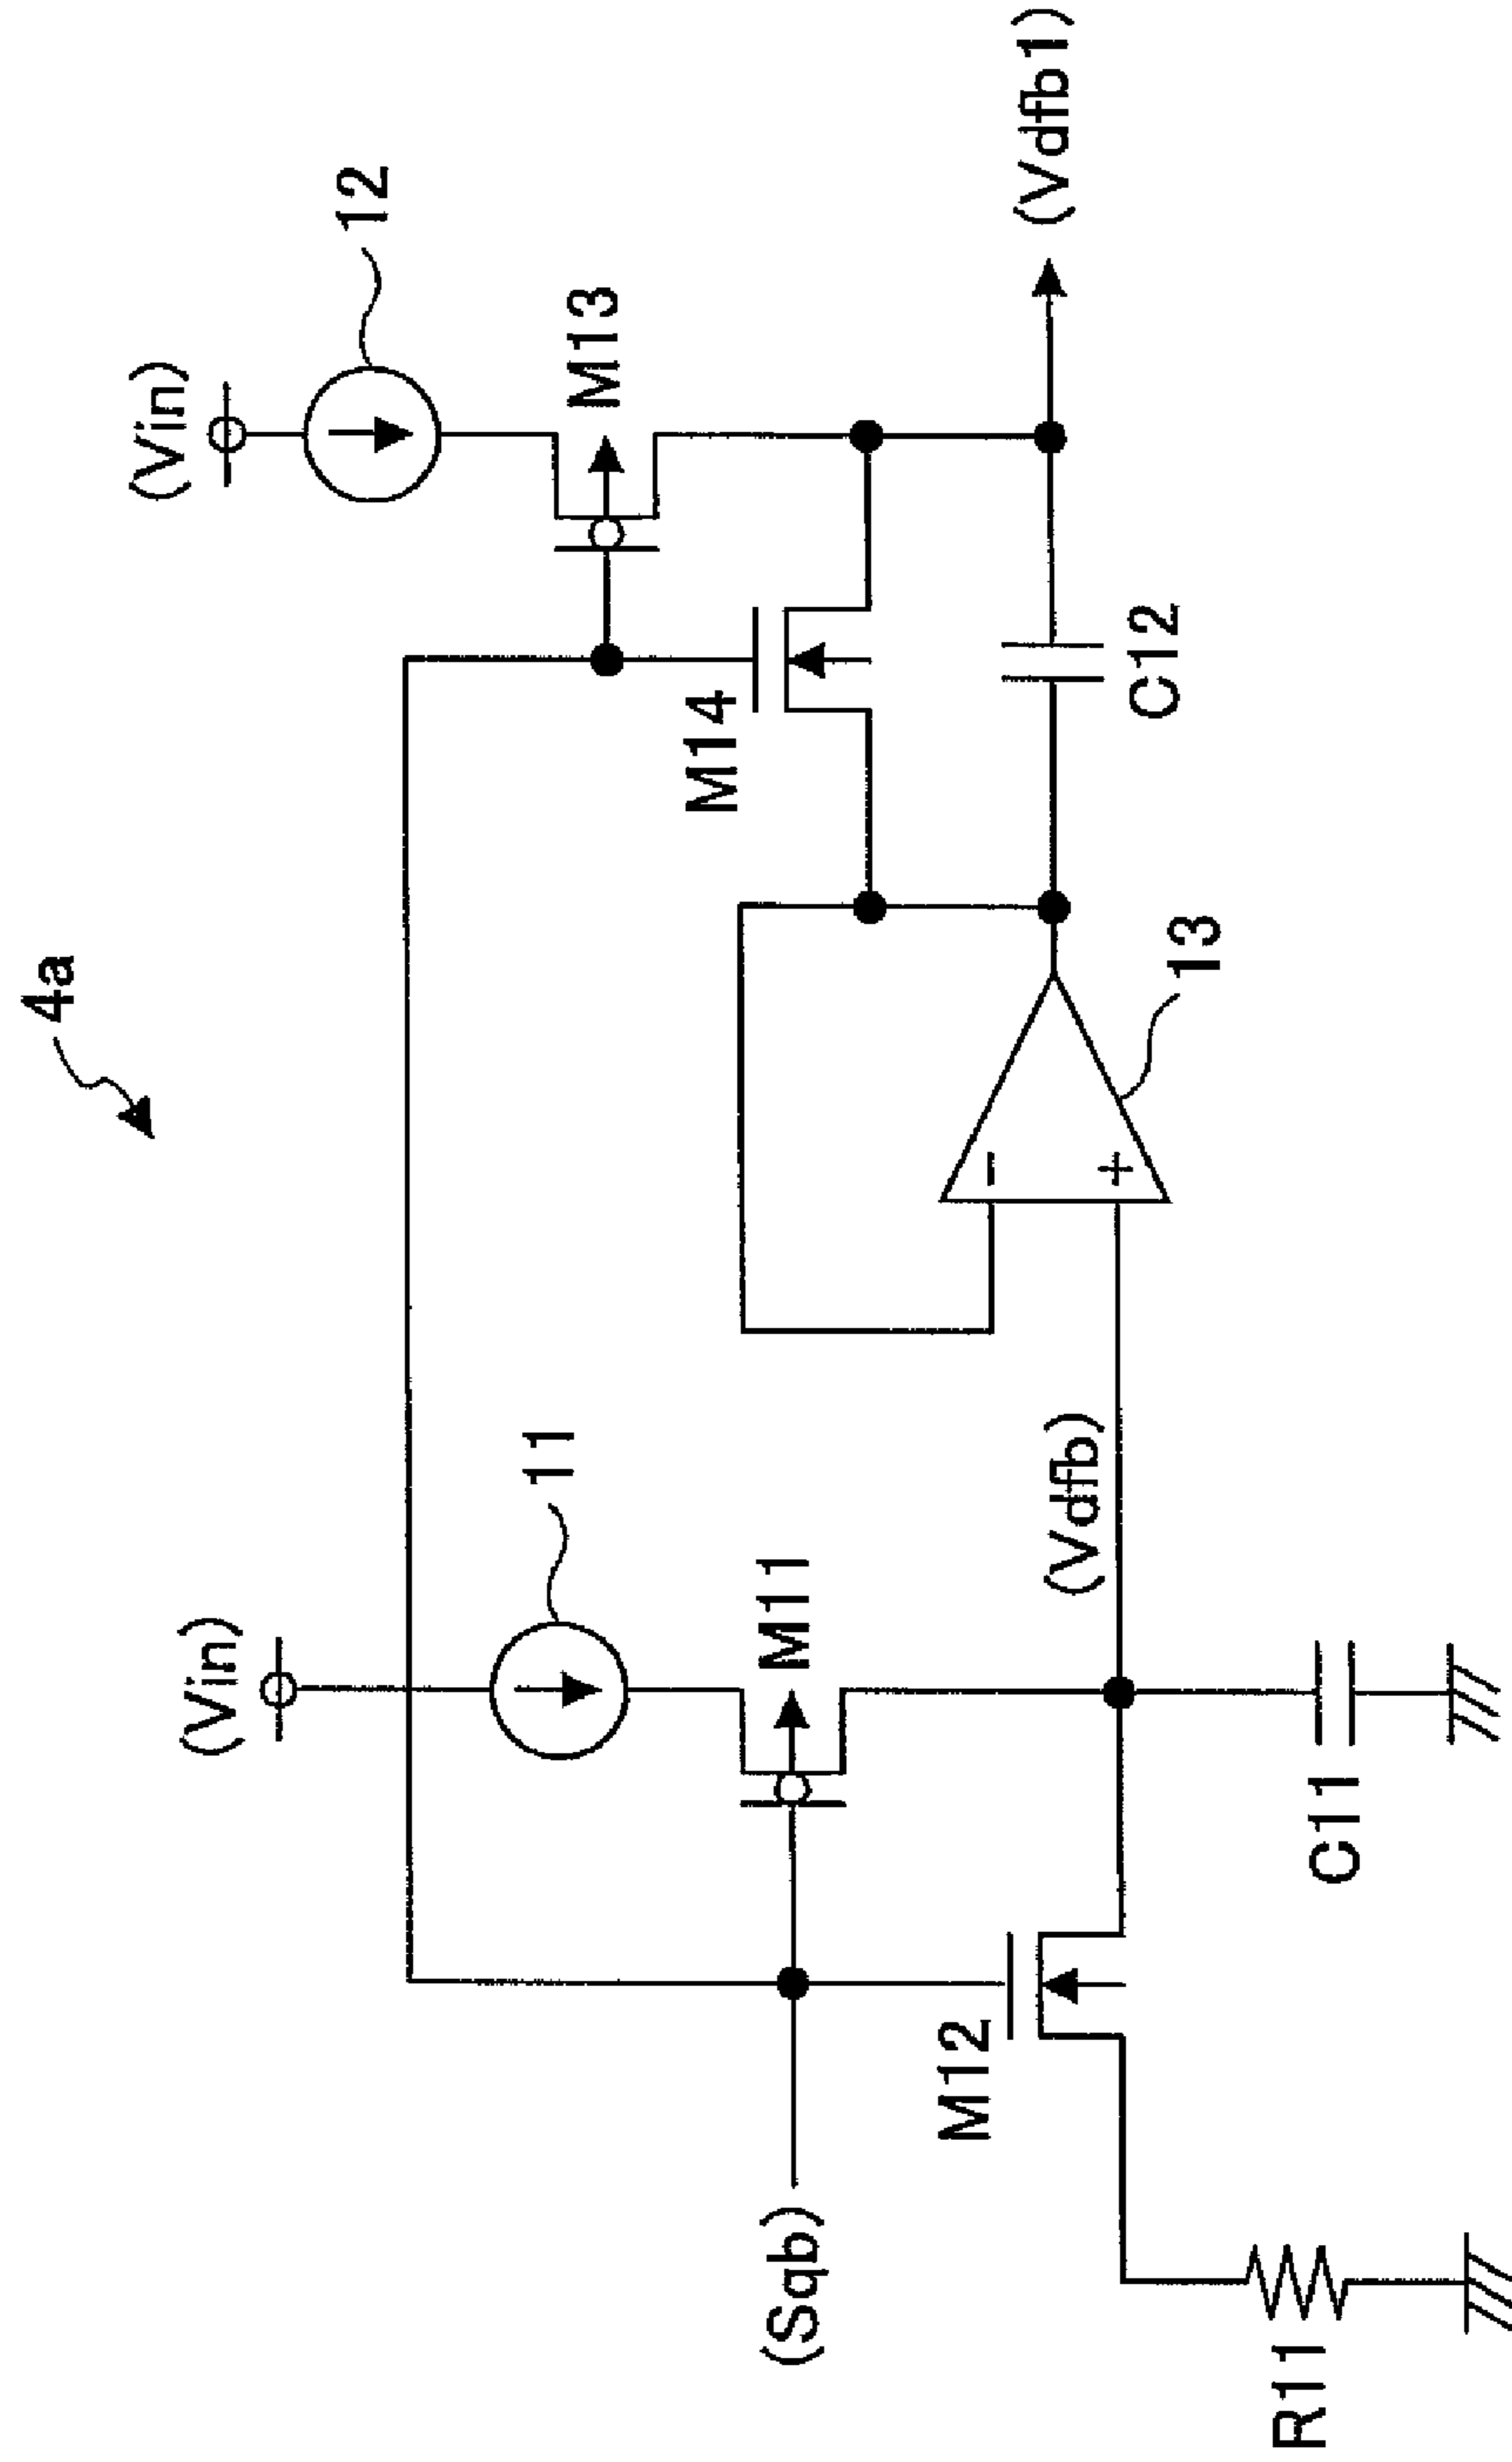 4a
(Vin)
12
(Vin)
M13
11
M14
M11
(Sqb)
(Vdfb1)
(Vdfb)
-
+
M12
C12
13
C11
R11